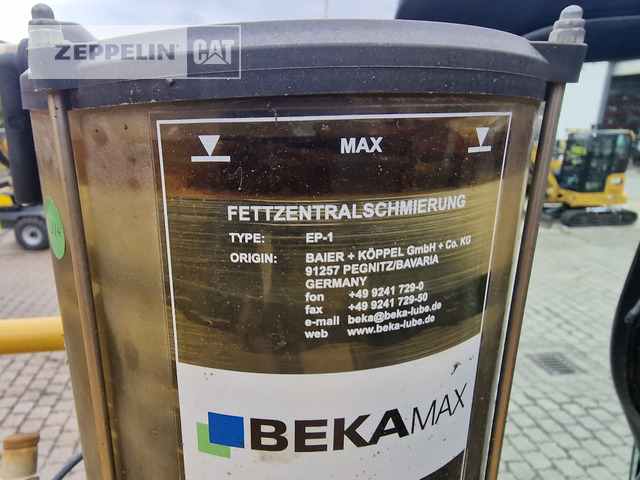 ZEPPELIN CAT
MAX
FETTZENTRALSCHMIERUNG
TYPE: EP-1
ORIGIN: BAIER + KÖPPEL GmbH + Co. KG
91257 PEGNITZ/BAVARIA
GERMANY
fon +49 9241 729-0
fax +49 9241 729-50
e-mail beka@beka-lube.de
web www.beka-lube.de
BEKAMAX